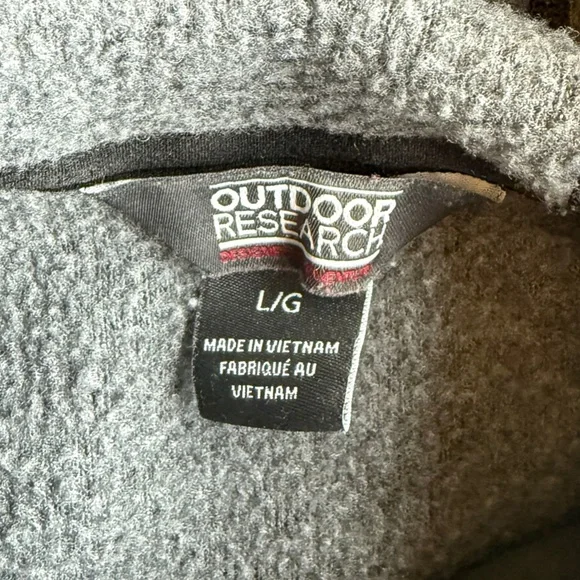 OUTDOOR
RESEARCH
L/G
MADE IN VIETNAM
FABRIQUÉ AU
VIETNAM